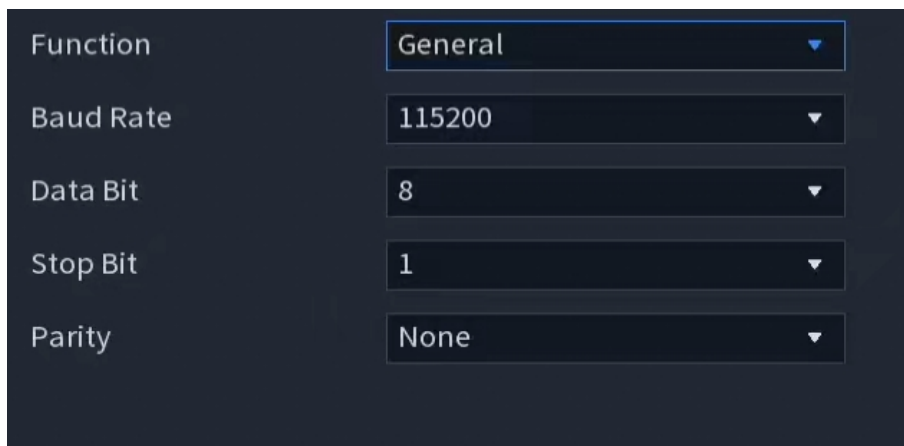 Function General
Baud Rate 115200
Data Bit 8
Stop Bit 1
Parity None